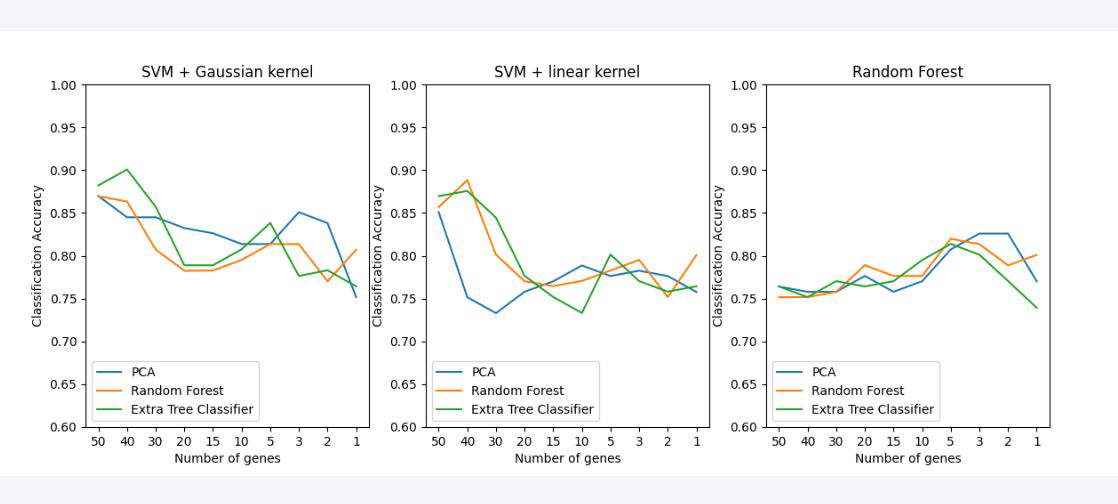 SVM + Gaussian kernel
1.00
0.95
0.90
0.85
0.80
0.75
0.70
0.65
0.60
Classification Accuracy
PCA
Random Forest
Extra Tree Classifier
50 40 30 20 15 10 5 3 2 1
Number of genes
SVM + linear kernel
1.00
0.95
0.90
0.85
0.80
0.75
0.70
0.65
0.60
Classification Accuracy
PCA
Random Forest
Extra Tree Classifier
50 40 30 20 15 10 5 3 2 1
Number of genes
Random Forest
1.00
0.95
0.90
0.85
0.80
0.75
0.70
0.65
0.60
Classification Accuracy
PCA
Random Forest
Extra Tree Classifier
50 40 30 20 15 10 5 3 2 1
Number of genes